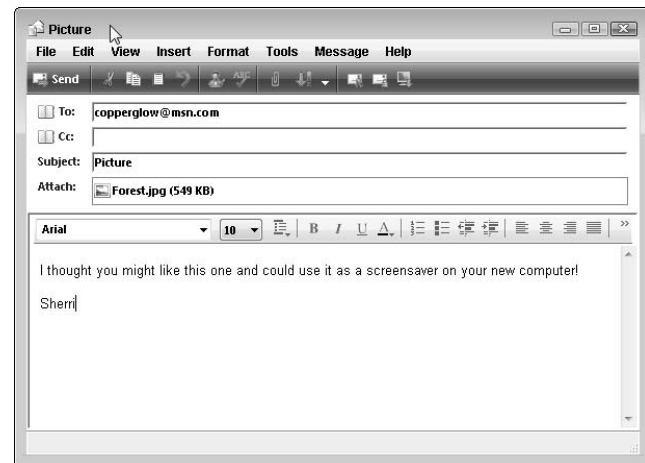 Picture
File Edit View Insert Format Tools Message Help
Send ABC
To: copperglow@msn.com
Cc:
Subject: Picture
Attach: Forest.jpg (549 KB)
Arial 10 B I U A »
I thought you might like this one and could use it as a screensaver on your new computer!
Sherri